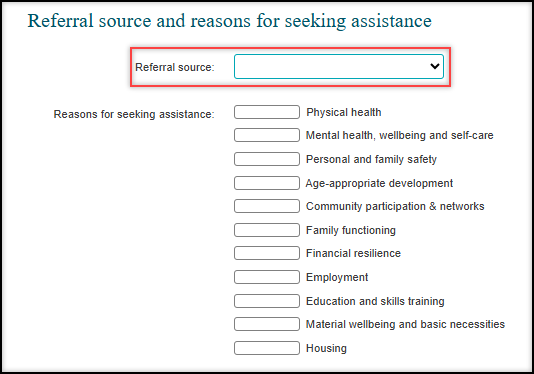 Referral source and reasons for seeking assistance
Referral source:
Reasons for seeking assistance:
Physical health
Mental health, wellbeing and self-care
Personal and family safety
Age-appropriate development
Community participation & networks
Family functioning
Financial resilience
Employment
Education and skills training
Material wellbeing and basic necessities
Housing